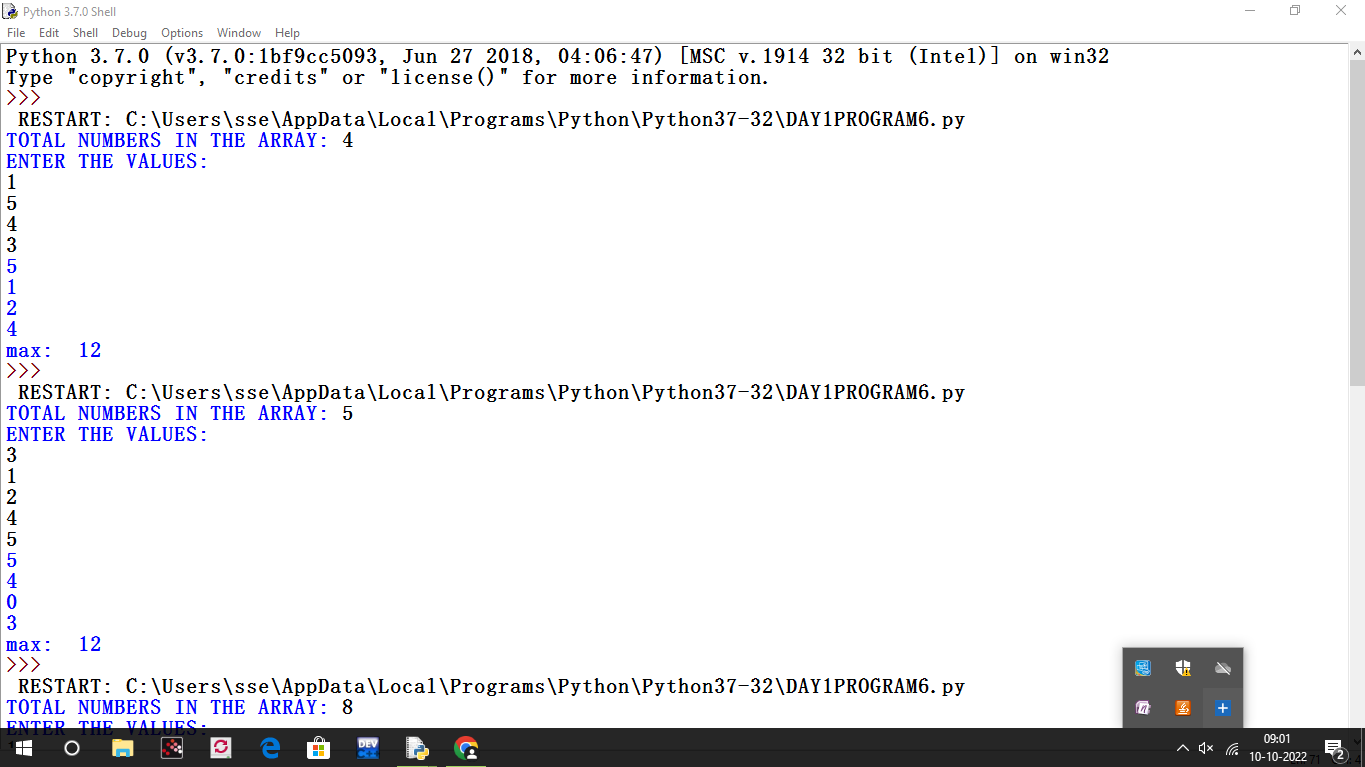 Python 3.7.0 Shell
File Edit Shell Debug Options Window Help
Python 3.7.0 (v3.7.0:1bf9cc5093, Jun 27 2018, 04:06:47) [MSC v.1914 32 bit (Intel)] on win32
Type "copyright", "credits" or "license()" for more information.
>>>
RESTART: C:\Users\sse\AppData\Local\Programs\Python\Python37-32\DAY1PROGRAM6.py
TOTAL NUMBERS IN THE ARRAY: 4
ENTER THE VALUES:
1
5
4
3
5
1
2
4
max:  12
>>>
RESTART: C:\Users\sse\AppData\Local\Programs\Python\Python37-32\DAY1PROGRAM6.py
TOTAL NUMBERS IN THE ARRAY: 5
ENTER THE VALUES:
3
1
2
4
5
5
4
0
3
max:  12
>>>
RESTART: C:\Users\sse\AppData\Local\Programs\Python\Python37-32\DAY1PROGRAM6.py
TOTAL NUMBERS IN THE ARRAY: 8
ENTER THE VALUES:
DEV
09:01
10-10-2022
2